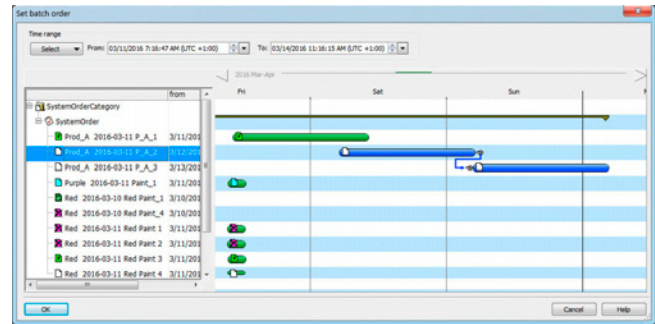 Set batch order
Time range
Select From: 03/11/2016 7:16:47 AM (UTC +1:00) To: 03/14/2016 11:16:15 AM (UTC +1:00)
2016 Mar-Apr
from Fri Sat Sun
SystemOrderCategory
SystemOrder
Prod_A 2016-03-11 P_A_1 3/11/201
Prod_A 2016-03-11 P_A_2 3/12/201
Prod_A 2016-03-11 P_A_3 3/13/201
Purple 2016-03-11 Paint_1 3/11/201
Red 2016-03-10 Red Paint_1 3/10/201
Red 2016-03-10 Red Paint_4 3/10/201
Red 2016-03-11 Red Paint 1 3/11/201
Red 2016-03-11 Red Paint 2 3/11/201
Red 2016-03-11 Red Paint 3 3/11/201
Red 2016-03-11 Red Paint 4 3/11/201
OK Cancel Help